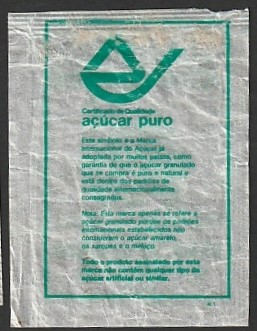 Certificado de Qualidade
açúcar puro
Este símbolo é a Marca
Internacional do Açúcar já
adoptada por muitos países, como
garantia de que o açúcar granulado
que se compra é puro e natural e
está dentro dos padrões de
qualidade internacionalmente
consagrados.
Nota: Esta marca apenas se refere a
açúcar granulado porque os padrões
internacionais estabelecidos não
consideram o açúcar amarelo,
os xaropes e o melaço.
Todo o produto assinalado por esta
marca não contém qualquer tipo de
açúcar artificial ou similar.